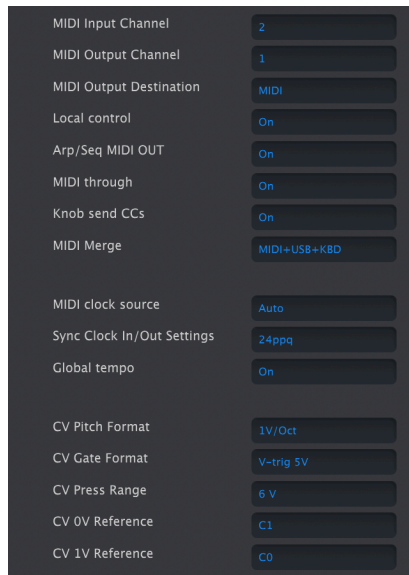 MIDI Input Channel 2
MIDI Output Channel 1
MIDI Output Destination MIDI
Local control On
Arp/Seq MIDI OUT On
MIDI through On
Knob send CCs On
MIDI Merge MIDI+USB+KBD
MIDI clock source Auto
Sync Clock In/Out Settings 24ppq
Global tempo On
CV Pitch Format 1V/Oct
CV Gate Format V-trig 5V
CV Press Range 6 V
CV 0V Reference C1
CV 1V Reference C0